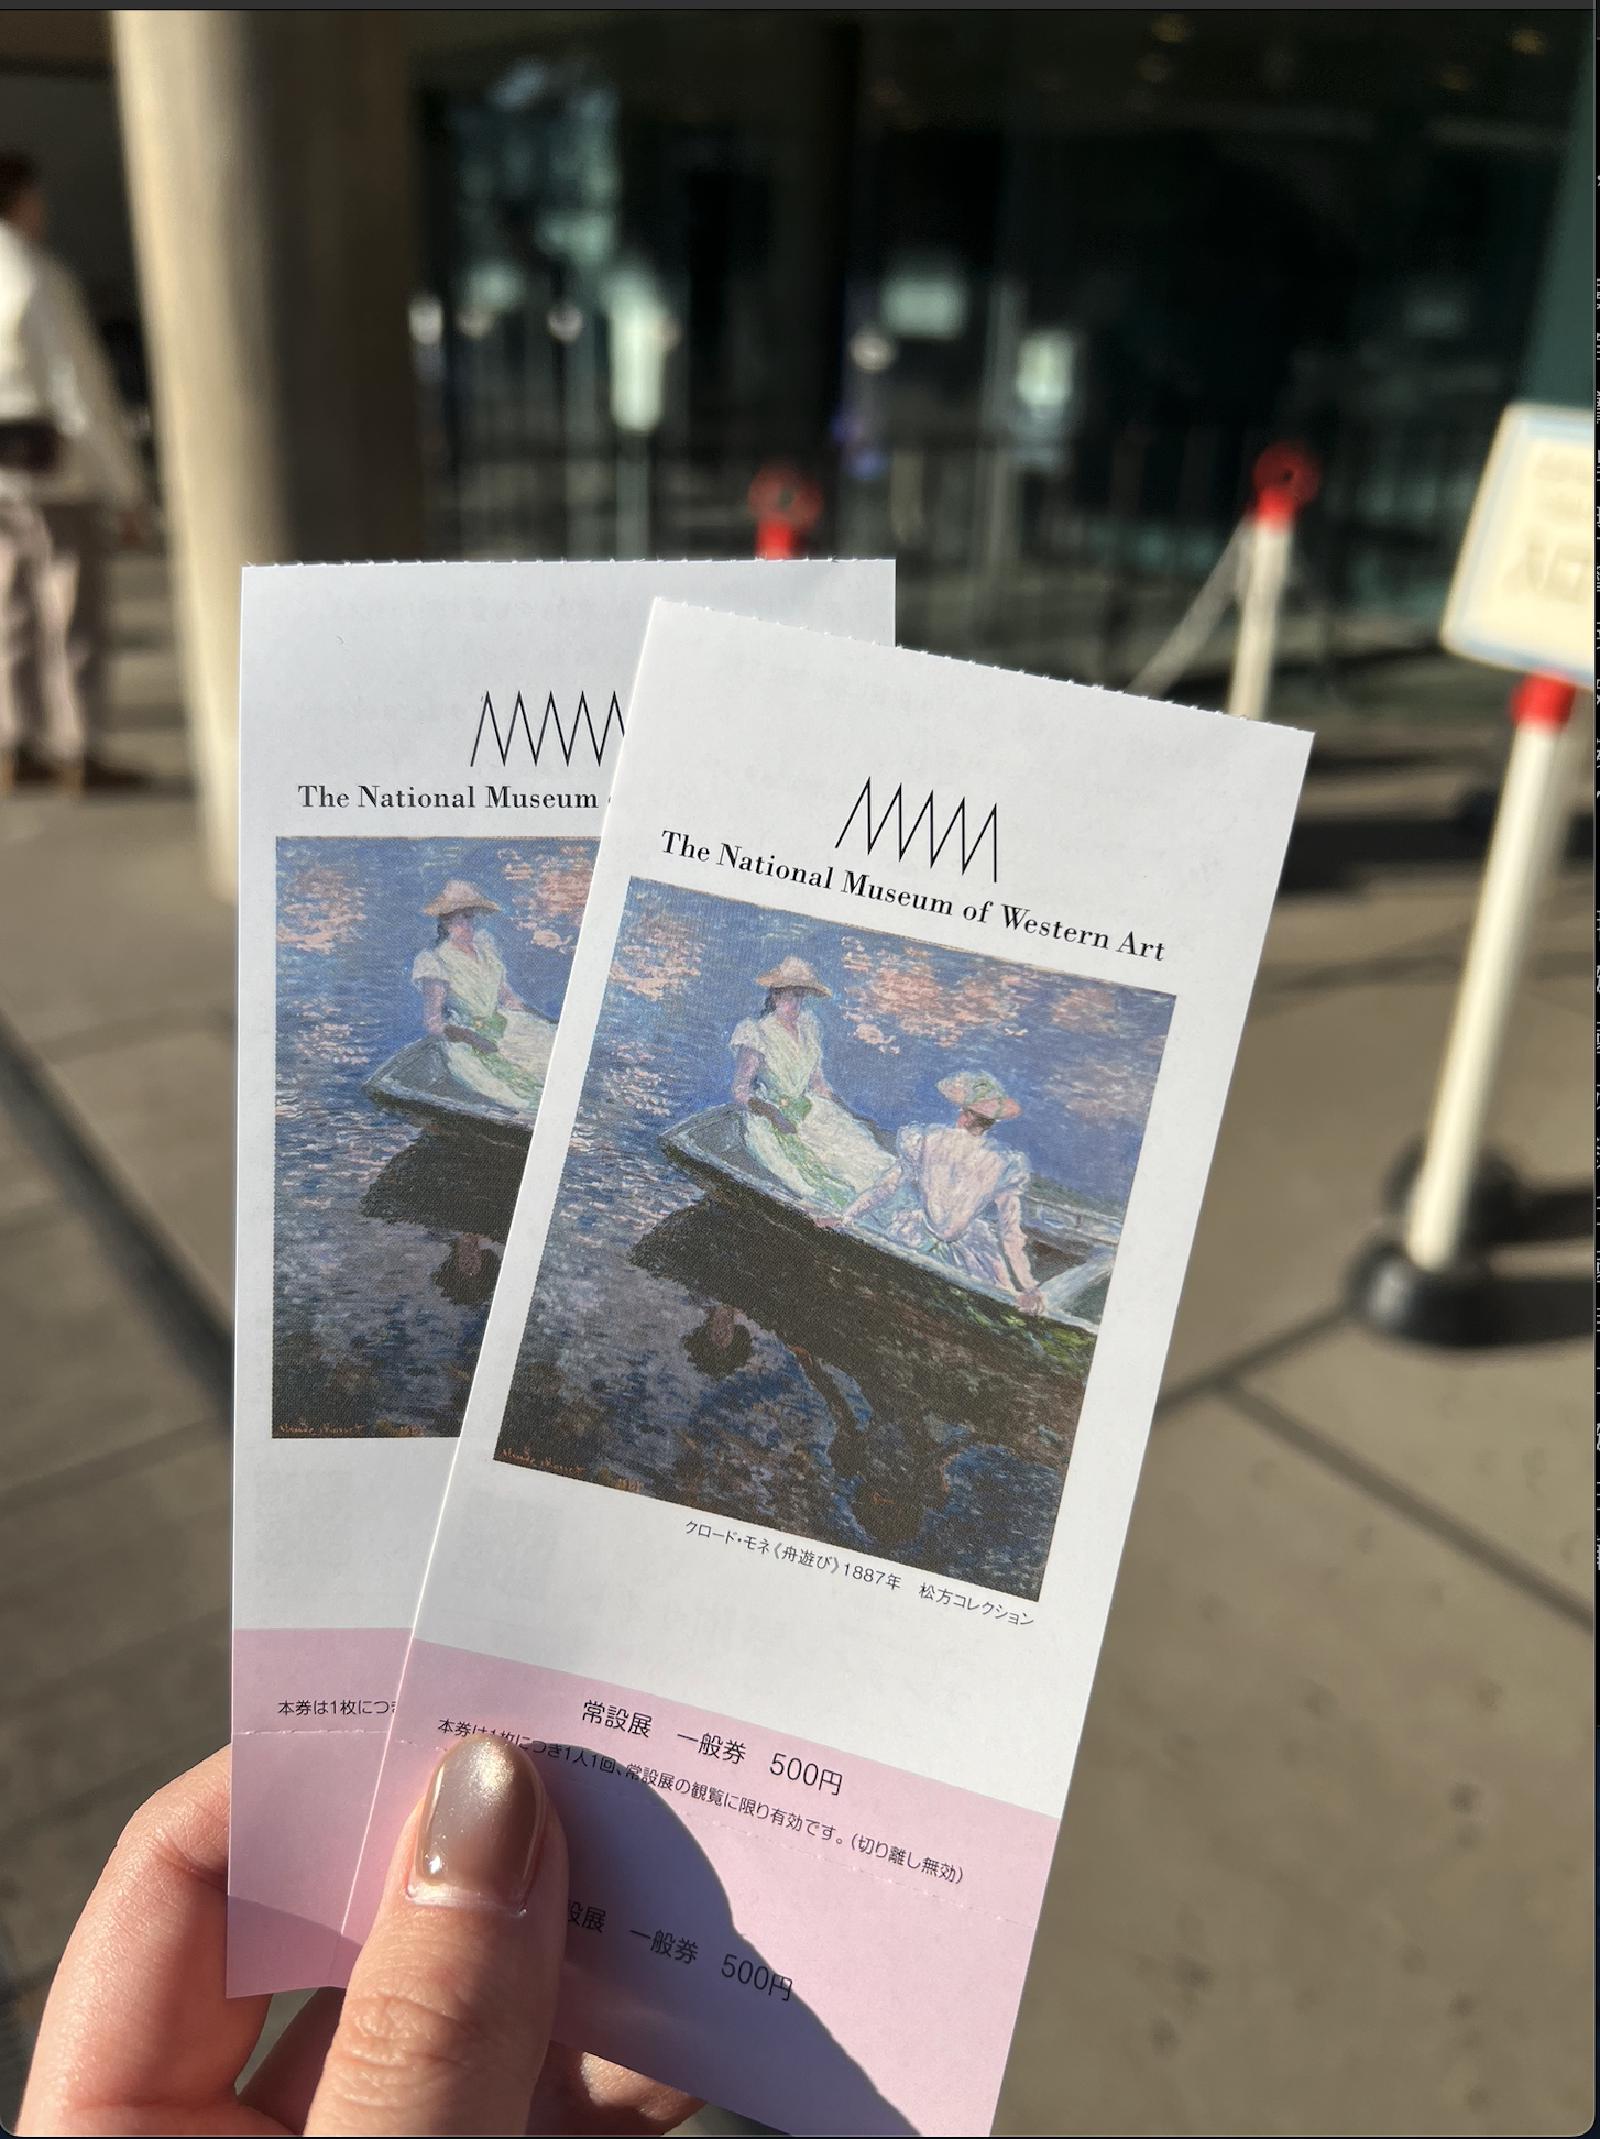 The National Museum
本券は1枚につき
The National Museum of Western Art
Claude Monet
クロード・モネ《舟遊び》1887年　松方コレクション
常設展　一般券　500円
本券は1枚につき1人1回、常設展の観覧に限り有効です。(切り離し無効)
設展　一般券　500円